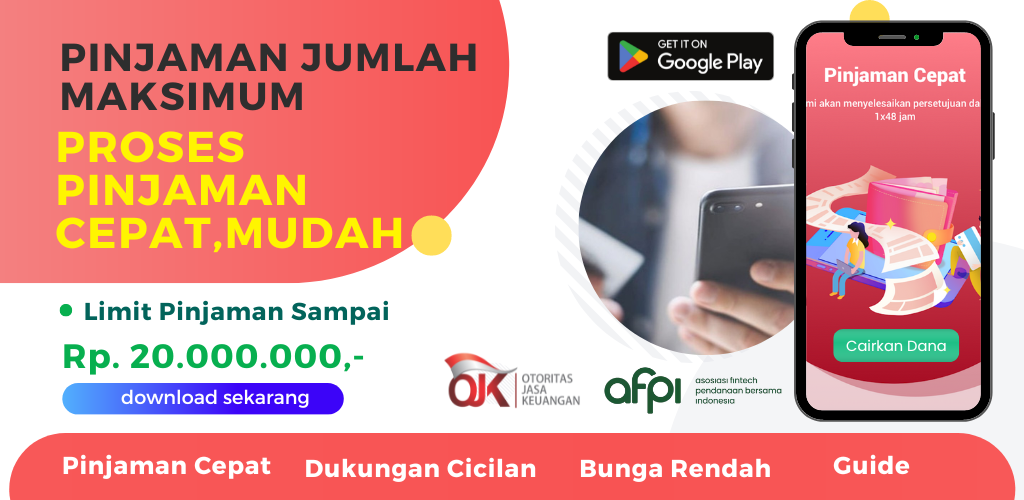 PINJAMAN JUMLAH
MAKSIMUM
PROSES
PINJAMAN
CEPAT,MUDAH
Limit Pinjaman Sampai
Rp. 20.000.000,-
download sekarang
GET IT ON
Google Play
Pinjaman Cepat
mi akan menyelesaikan persetujuan da
1x48 jam
Cairkan Dana
OJK
OTORITAS
JASA
KEUANGAN
afpi
asosiasi fintech
pendanaan bersama
indonesia
Pinjaman Cepat
Dukungan Cicilan
Bunga Rendah
Guide